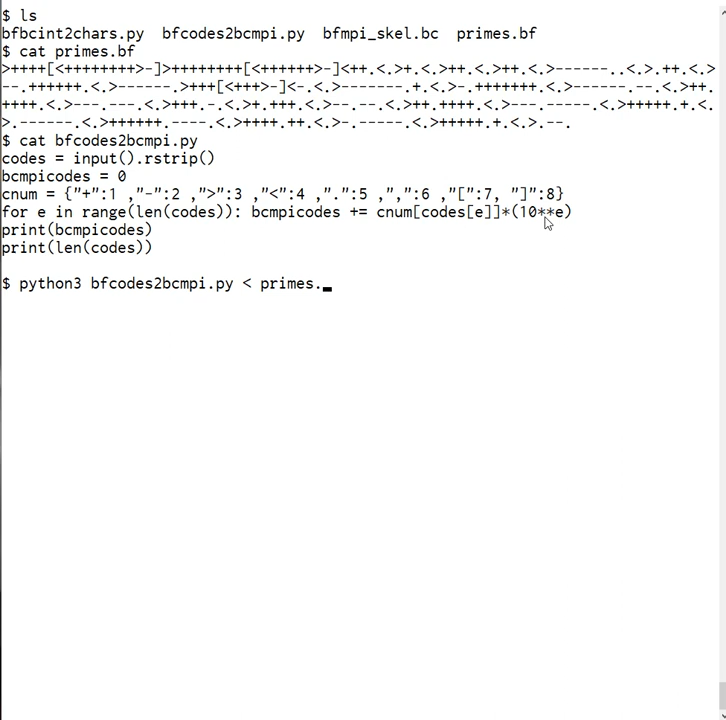 $ ls
bfbcint2chars.py  bfcodes2bcmpi.py  bfmpi_skel.bc  primes.bf
$ cat primes.bf
>++++[<++++++++>-]>++++++++[<++++++>-]<++.<.>+.<.>++.<.>++.<.>------..<.>.++.<.>
--.++++++.<.>------.>+++[<+++>-]<-.<.>-------.+.<.>-.+++++++.<.>------.--.<.>++.
++++.<.>---.---.<.>+++.-.<.>+.+++.<.>--.--.<.>++.++++.<.>---.-----.<.>+++++.+.<.
>.------.<.>++++++.----.<.>++++.++.<.>-.-----.<.>+++++.+.<.>.--.
$ cat bfcodes2bcmpi.py
codes = input().rstrip()
bcmpicodes = 0
cnum = {"+":1 ,"-":2 ,">":3 ,"<":4 ,".":5 ,",":6 ,"[":7, "]":8}
for e in range(len(codes)): bcmpicodes += cnum[codes[e]]*(10**e)
print(bcmpicodes)
print(len(codes))
$ python3 bfcodes2bcmpi.py < primes.